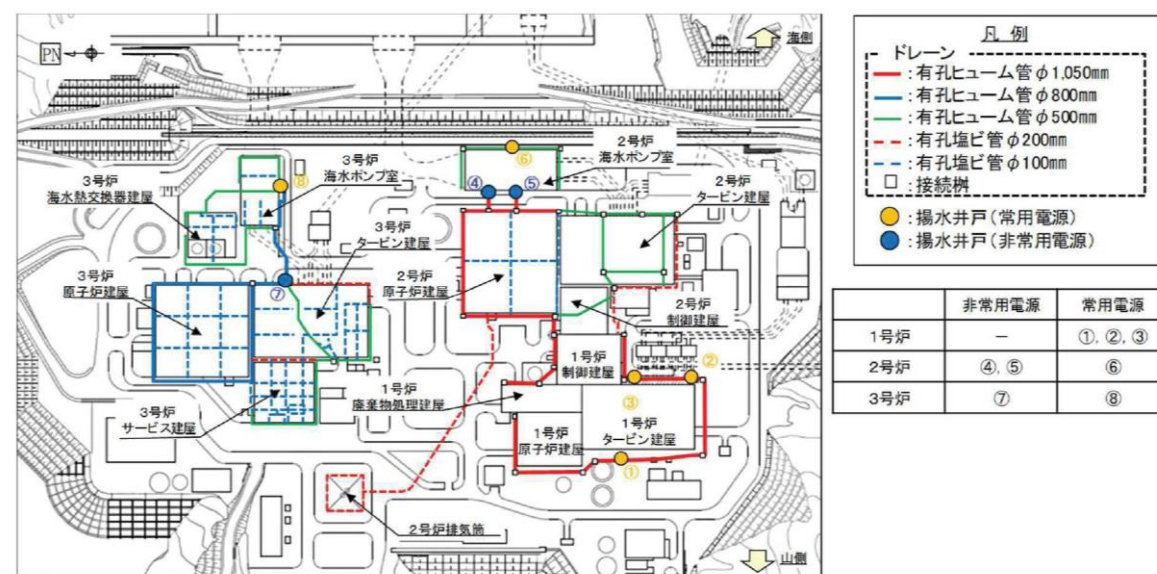 PN
海側
⑥
2号炉
海水ポンプ室
3号炉
海水ポンプ室
⑧
④
⑤
3号炉
海水熱交換器建屋
2号炉
タービン建屋
3号炉
タービン建屋
3号炉
原子炉建屋
2号炉
原子炉建屋
⑦
2号炉
制御建屋
1号炉
制御建屋
②
1号炉
廃棄物処理建屋
3号炉
サービス建屋
③
1号炉
原子炉建屋
1号炉
タービン建屋
①
2号炉排気筒
山側
凡 例
ドレーン
:有孔ヒューム管φ1,050mm
:有孔ヒューム管φ800mm
:有孔ヒューム管φ500mm
:有孔塩ビ管φ200mm
:有孔塩ビ管φ100mm
:接続桝
:揚水井戸(常用電源)
:揚水井戸(非常用電源)
非常用電源 常用電源
1号炉 − ①,②,③
2号炉 ④,⑤ ⑥
3号炉 ⑦ ⑧